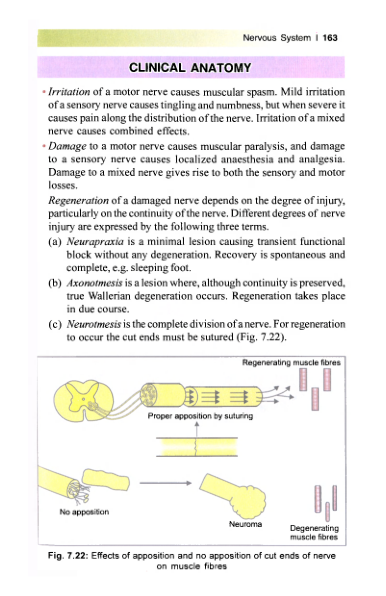 Nervous System I 163
CLINICAL ANATOMY
• Irritation of a motor nerve causes muscular spasm. Mild irritation
of a sensory nerve causes tingling and numbness, but when severe it
causes pain along the distribution of the nerve. Irritation of a mixed
nerve causes combined effects.
• Damage to a motor nerve causes muscular paralysis, and damage
to a sensory nerve causes localized anaesthesia and analgesia.
Damage to a mixed nerve gives rise to both the sensory and motor
losses.
Regeneration of a damaged nerve depends on the degree of injury,
particularly on the continuity of the nerve. Different degrees of nerve
injury are expressed by the following three terms.
(a) Neurapraxia is a minimal lesion causing transient functional
block without any degeneration. Recovery is spontaneous and
complete, e.g. sleeping foot.
(b) Axonotmesis is a lesion where, although continuity is preserved,
true Wallerian degeneration occurs. Regeneration takes place
in due course.
(c) Neurotmesis is the complete division of a nerve. For regeneration
to occur the cut ends must be sutured (Fig. 7.22).
Regenerating muscle fibres
Proper apposition by suturing
No apposition
Neuroma
Degenerating
muscle fibres
Fig. 7.22: Effects of apposition and no apposition of cut ends of nerve
on muscle fibres